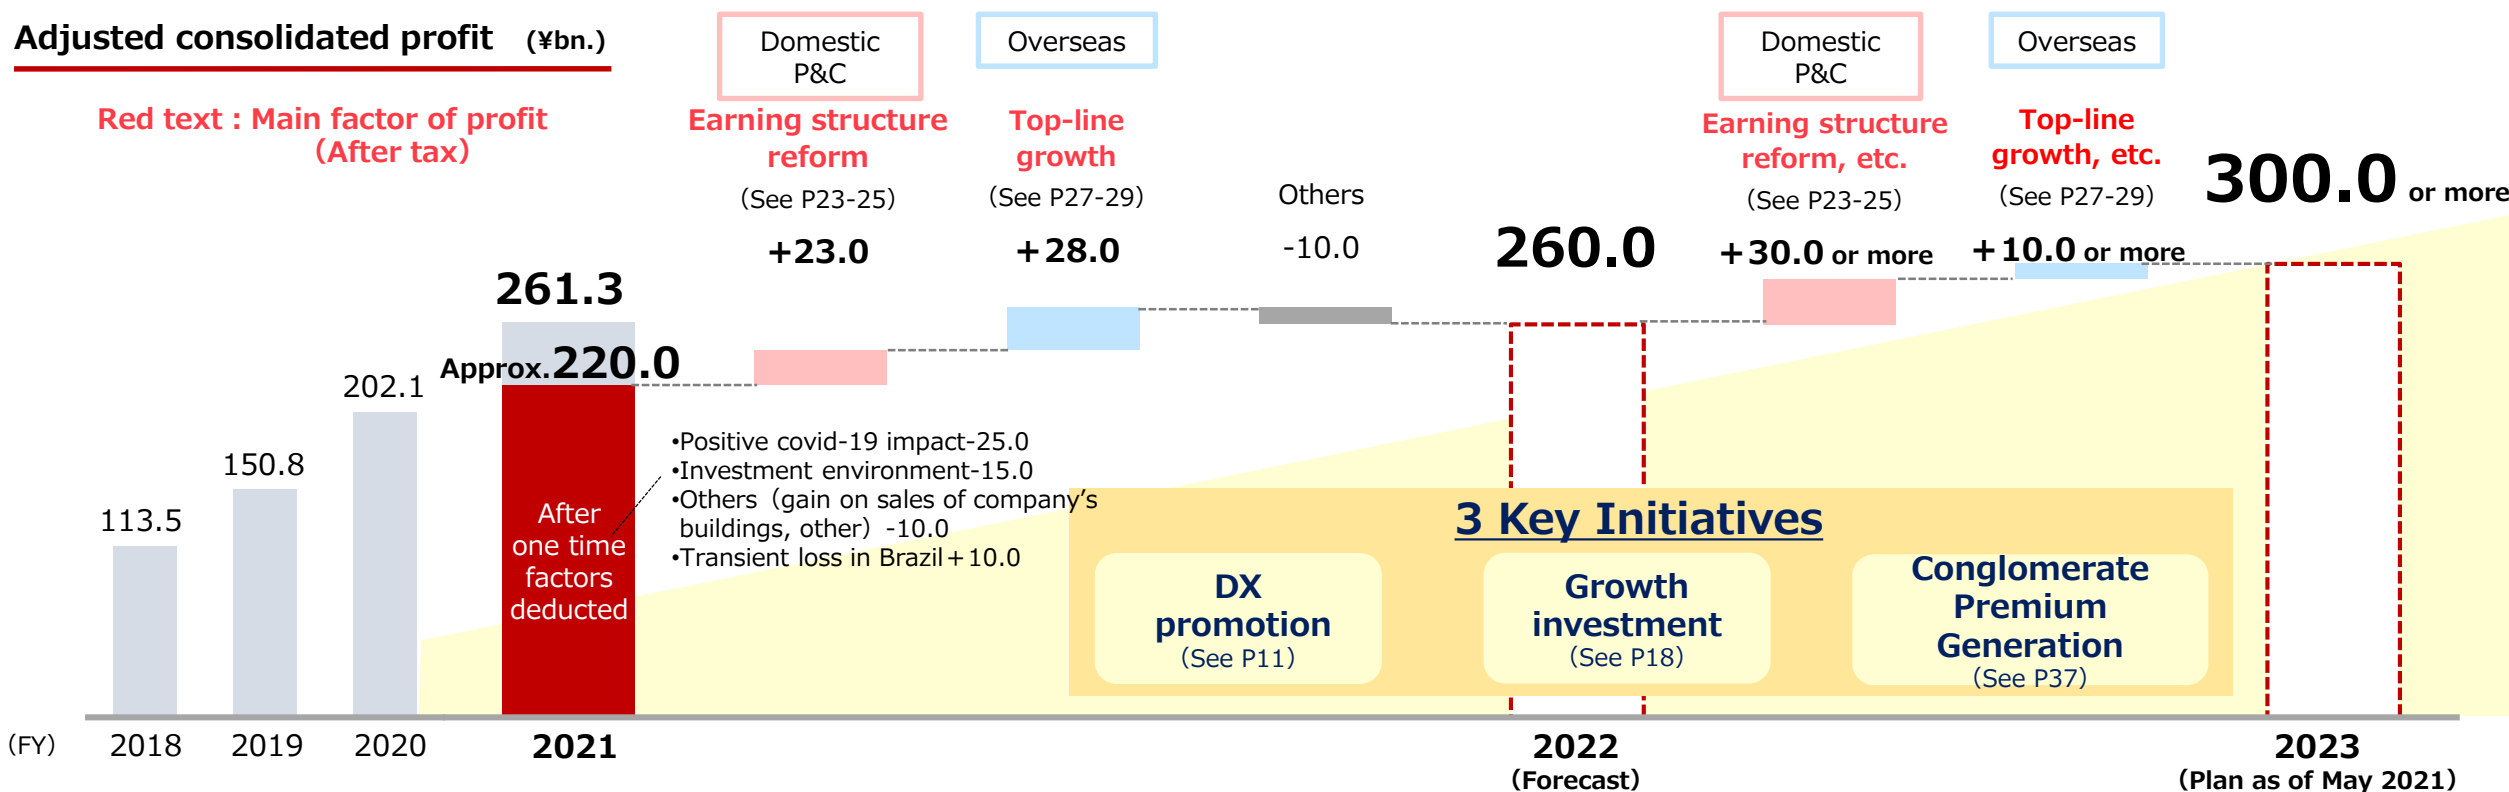 Adjusted consolidated profit (¥bn.)
Red text : Main factor of profit
(After tax)
Domestic
P&C
Earning structure
reform
(See P23-25)
+23.0
Overseas
Top-line
growth
(See P27-29)
+28.0
Others
-10.0
260.0
Domestic
P&C
Earning structure
reform, etc.
(See P23-25)
+30.0 or more
Overseas
Top-line
growth, etc.
(See P27-29)
+10.0 or more
300.0 or more
261.3
Approx.220.0
202.1
150.8
113.5
After
one time
factors
deducted
•Positive covid-19 impact-25.0
•Investment environment-15.0
•Others (gain on sales of company's
buildings, other) -10.0
•Transient loss in Brazil+10.0
3 Key Initiatives
DX
promotion
(See P11)
Growth
investment
(See P18)
Conglomerate
Premium
Generation
(See P37)
(FY) 2018 2019 2020 2021 2022 2023
(Forecast) (Plan as of May 2021)